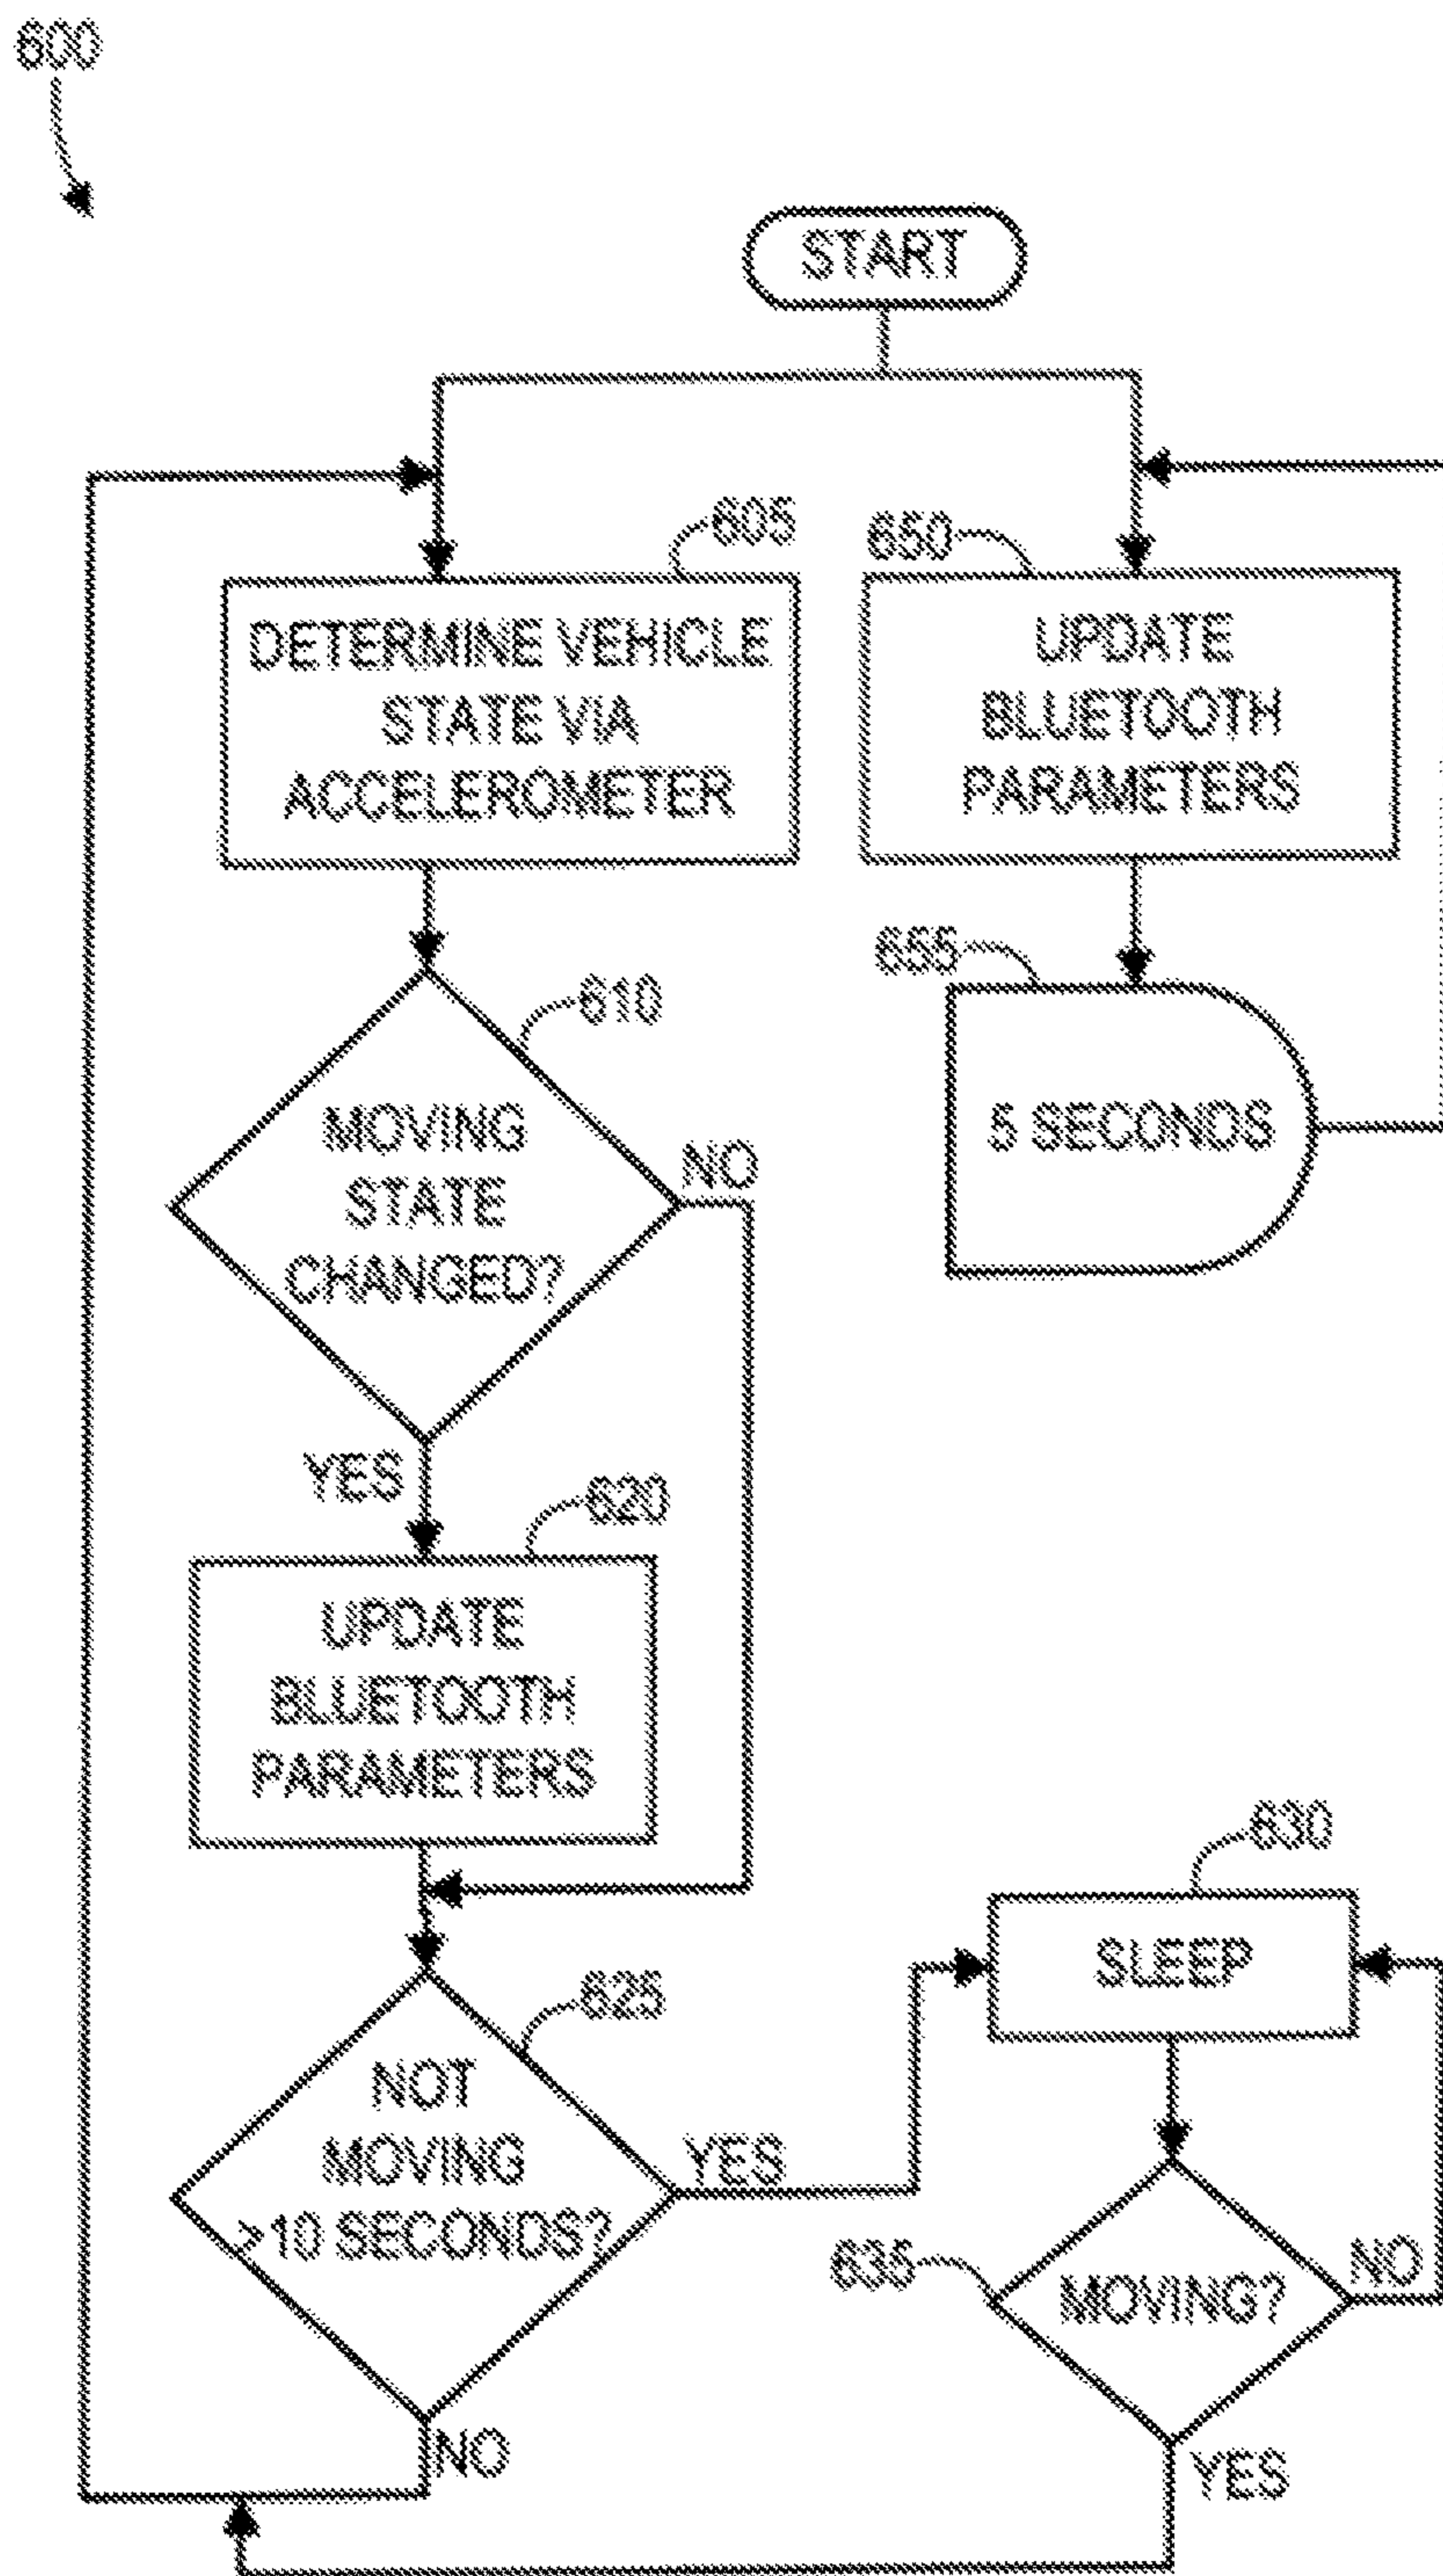 600
START
605
DETERMINE VEHICLE
STATE VIA
ACCELEROMETER
650
UPDATE
BLUETOOTH
PARAMETERS
610
MOVING
STATE
CHANGED?
NO
YES
655
5 SECONDS
620
UPDATE
BLUETOOTH
PARAMETERS
625
NOT
MOVING
>10 SECONDS?
YES
NO
630
SLEEP
635
MOVING?
NO
YES